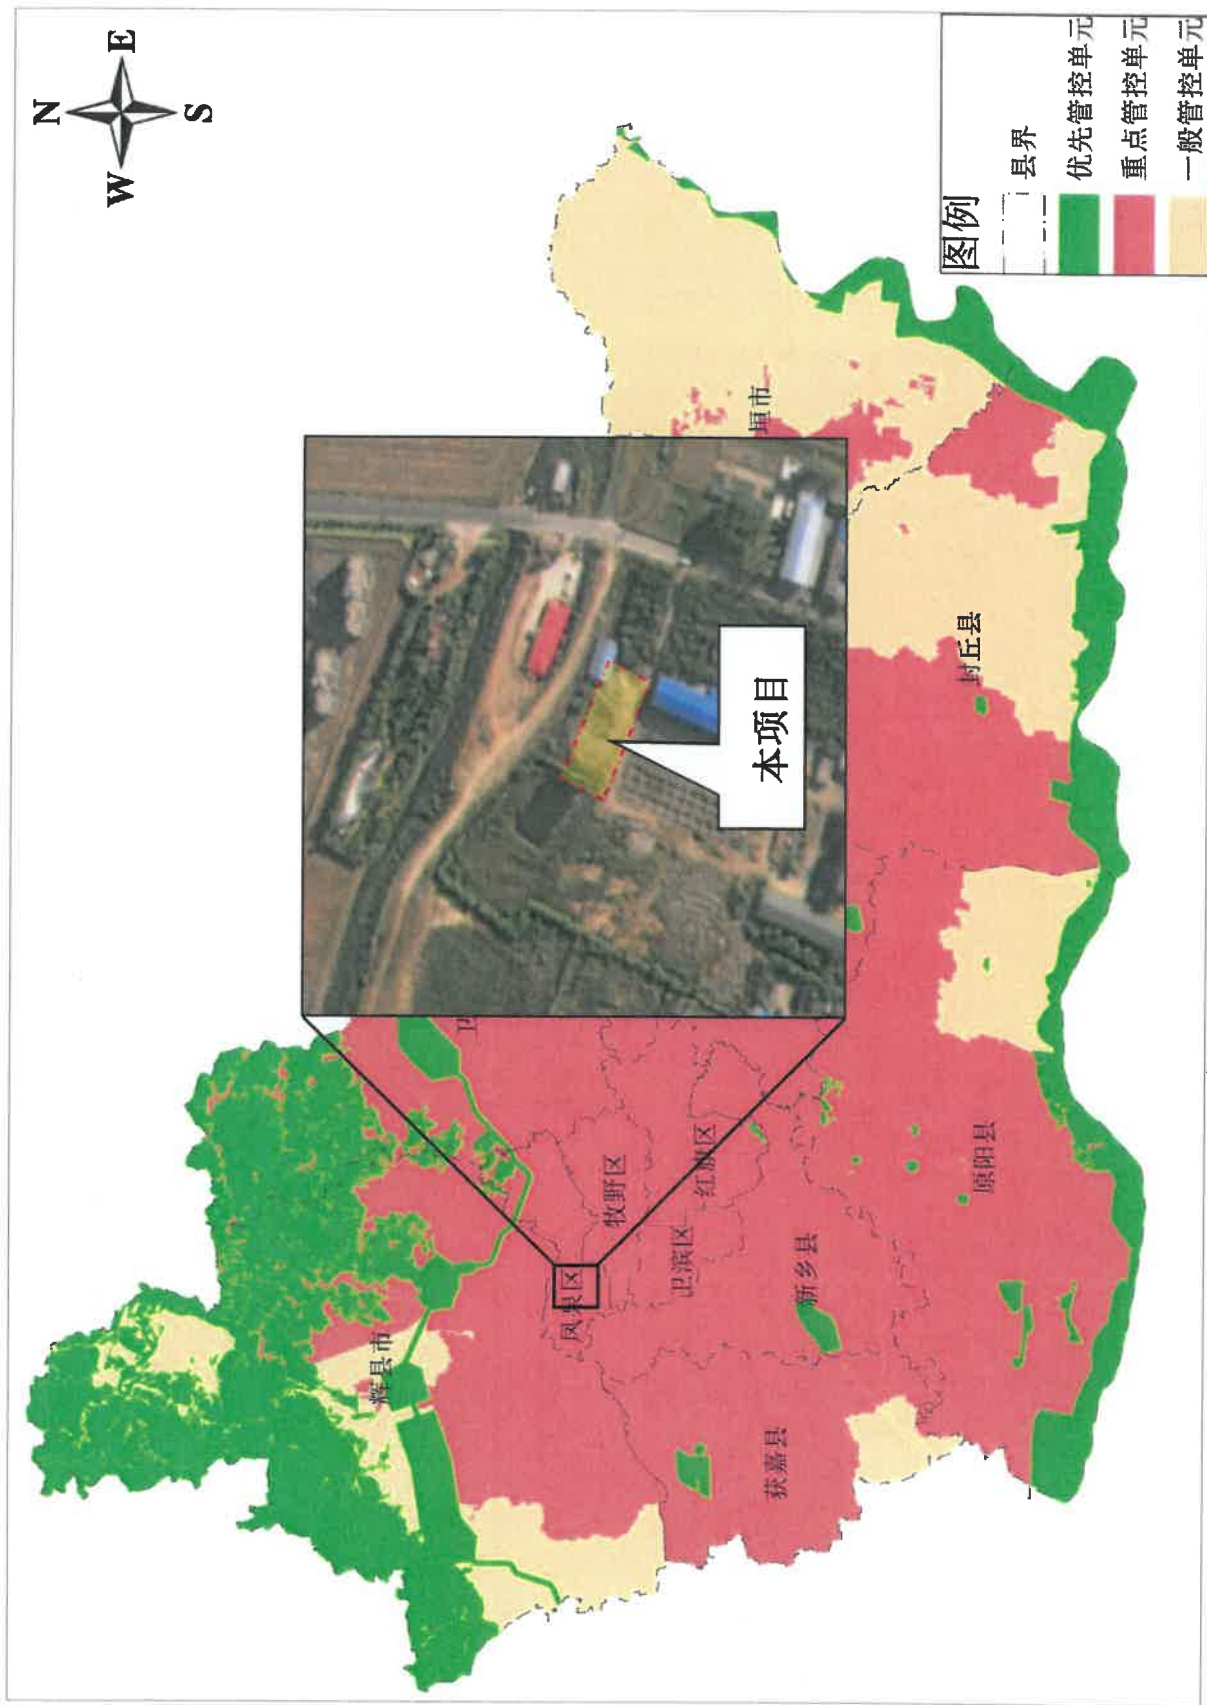 N
E
W
S
图例
县界
优先管控单元
重点管控单元
一般管控单元
垣市
辉县市
凤泉区
牧野区
卫滨区
红旗区
本项目
封丘县
获嘉县
新乡县
原阳县